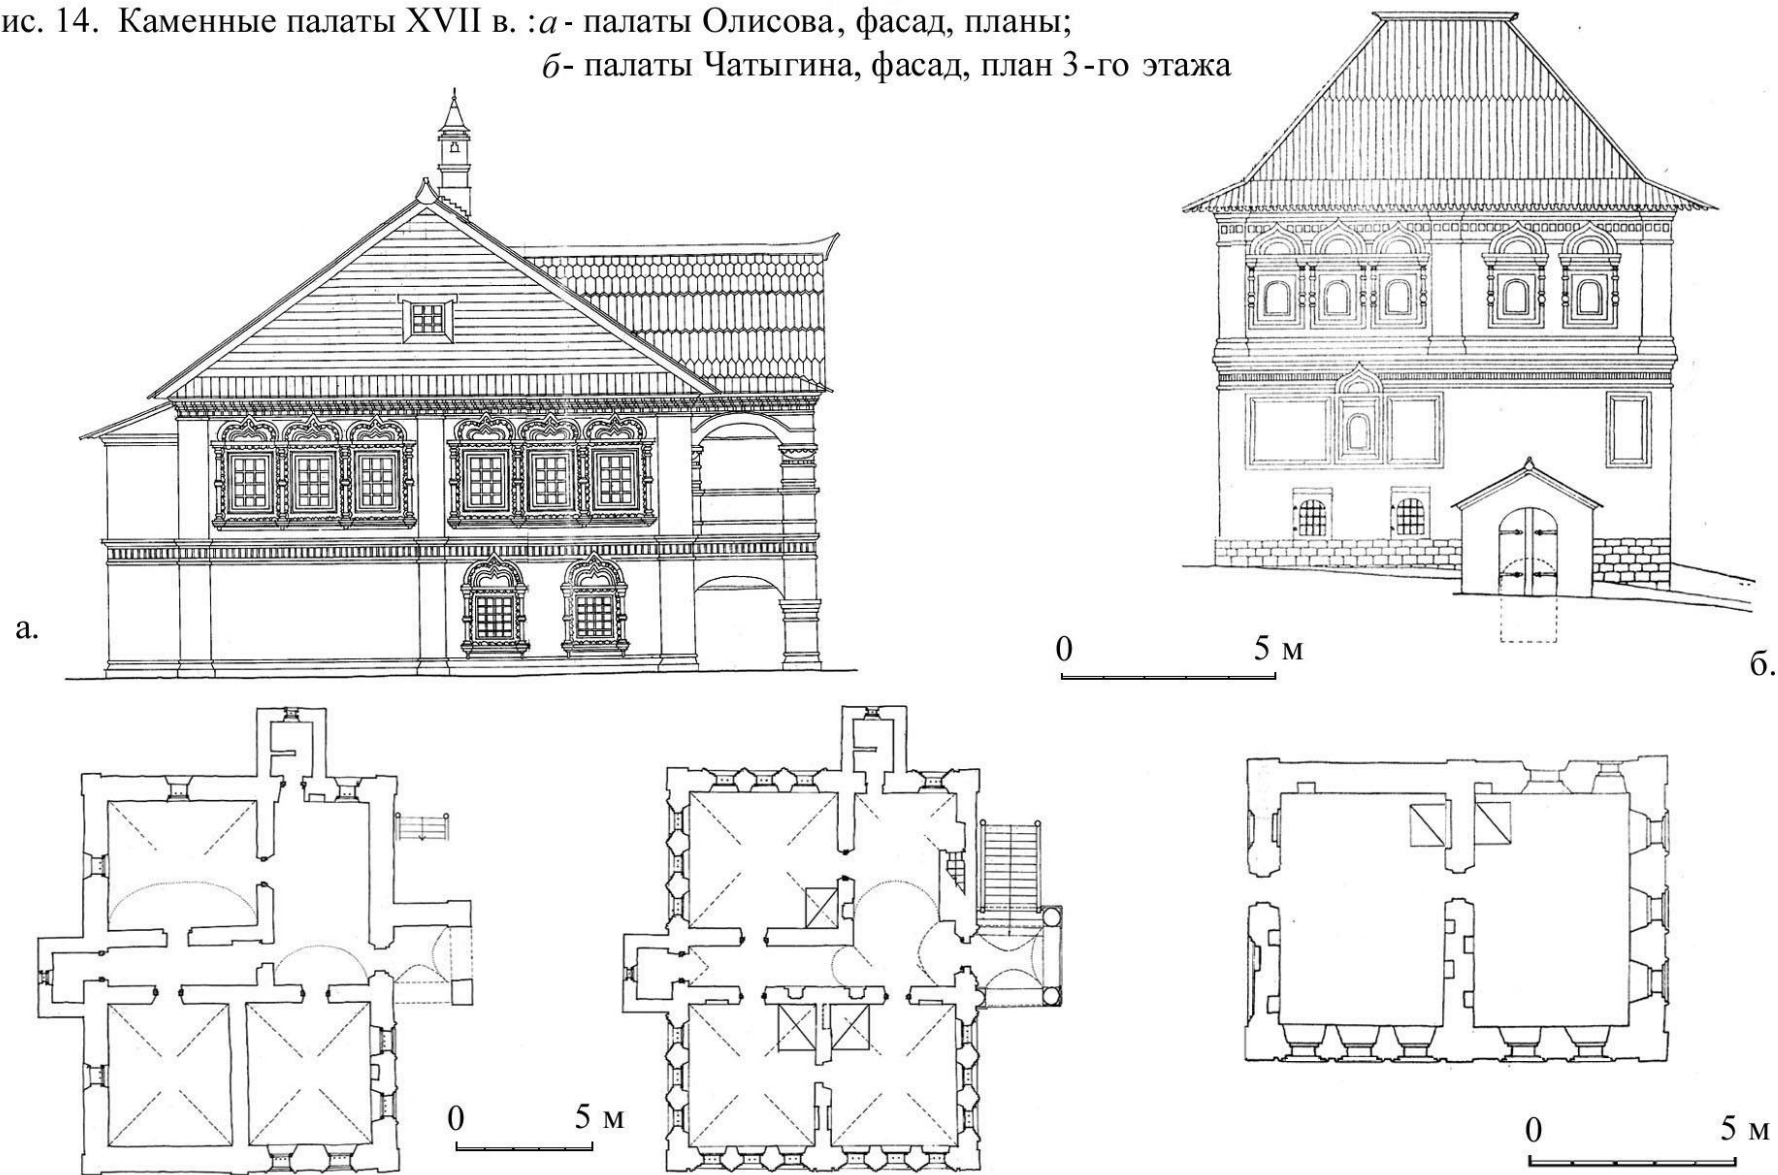 ис. 14. Каменные палаты XVII в. :а - палаты Олисова, фасад, планы;
б- палаты Чатыгина, фасад, план 3-го этажа
а.
0 5 м
б.
0 5 м
0 5 м